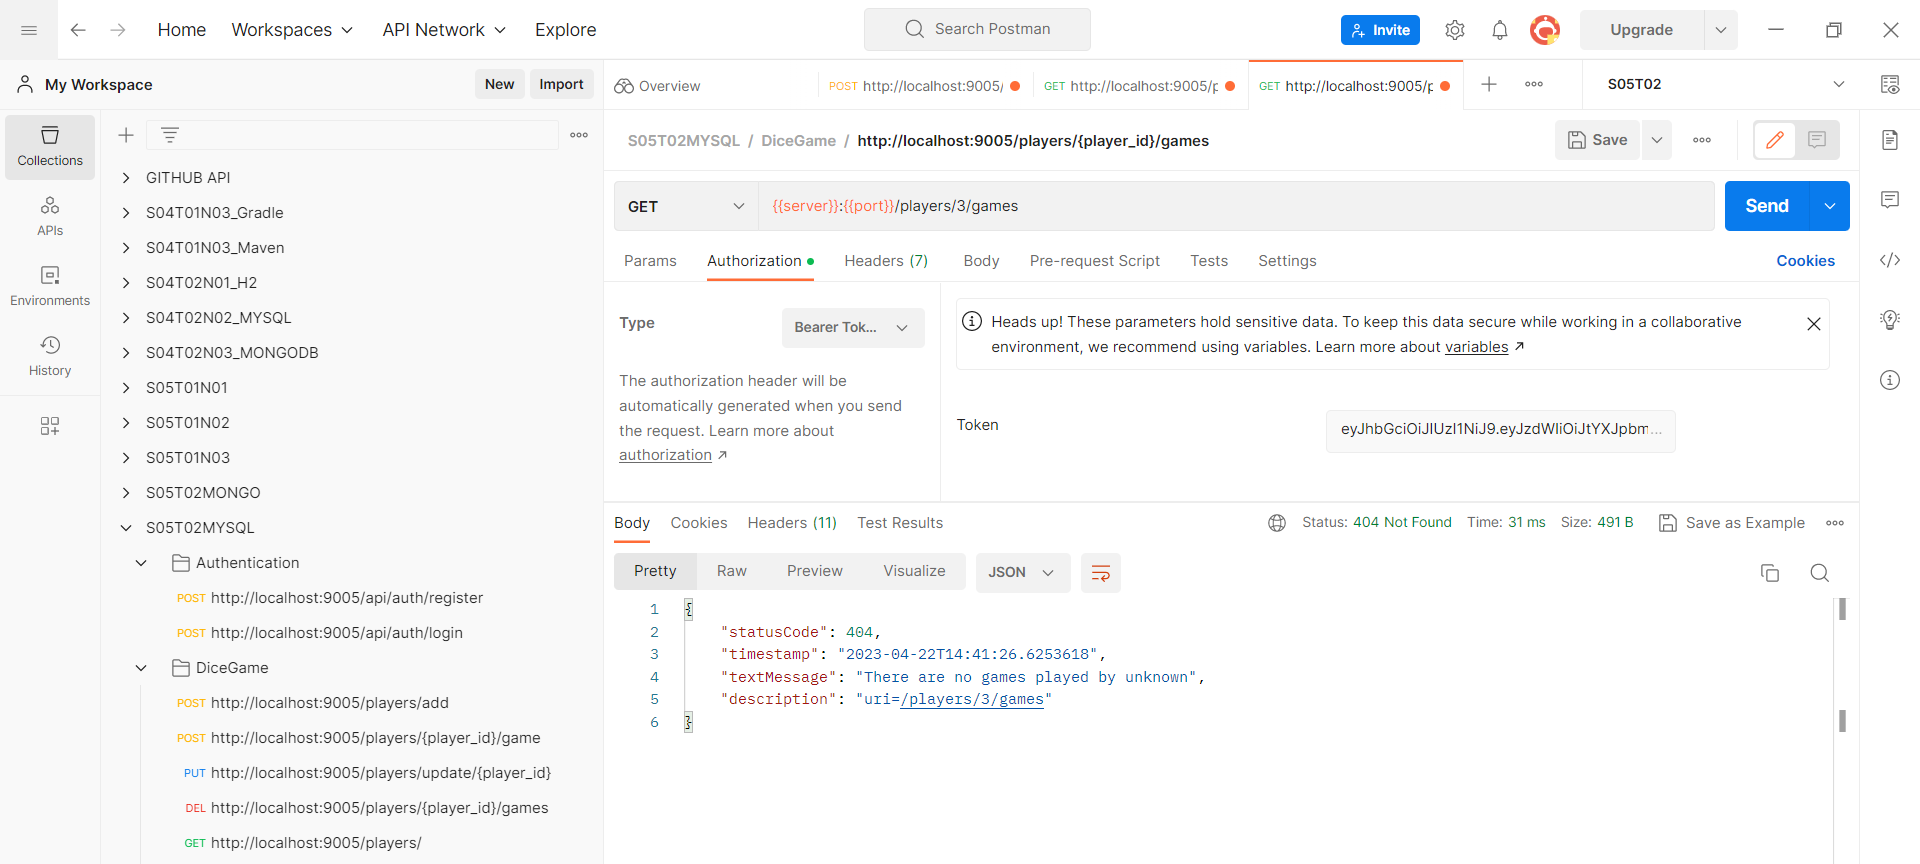 Home
Workspaces
API Network
Explore
Search Postman
Invite
Upgrade
My Workspace
New
Import
Overview
POST http://localhost:9005/
GET http://localhost:9005/p
GET http://localhost:9005/p
S05T02
Collections
APIs
Environments
History
GITHUB API
S04T01N03_Gradle
S04T01N03_Maven
S04T02N01_H2
S04T02N02_MYSQL
S04T02N03_MONGODB
S05T01N01
S05T01N02
S05T01N03
S05T02MONGO
S05T02MYSQL
Authentication
POST http://localhost:9005/api/auth/register
POST http://localhost:9005/api/auth/login
DiceGame
POST http://localhost:9005/players/add
POST http://localhost:9005/players/{player_id}/game
PUT http://localhost:9005/players/update/{player_id}
DEL http://localhost:9005/players/{player_id}/games
GET http://localhost:9005/players/
S05T02MYSQL / DiceGame / http://localhost:9005/players/{player_id}/games
Save
GET
{{server}}:{{port}}/players/3/games
Send
Params
Authorization
Headers (7)
Body
Pre-request Script
Tests
Settings
Cookies
Type
Bearer Tok...
The authorization header will be
automatically generated when you send
the request. Learn more about
authorization ↗
Heads up! These parameters hold sensitive data. To keep this data secure while working in a collaborative
environment, we recommend using variables. Learn more about variables ↗
Token
eyJhbGciOiJIUzI1NiJ9.eyJzdWIiOiJtYXJpbm...
Body
Cookies
Headers (11)
Test Results
Status: 404 Not Found
Time: 31 ms
Size: 491 B
Save as Example
Pretty
Raw
Preview
Visualize
JSON
1 {
2 "statusCode": 404,
3 "timestamp": "2023-04-22T14:41:26.6253618",
4 "textMessage": "There are no games played by unknown",
5 "description": "uri=/players/3/games"
6 }